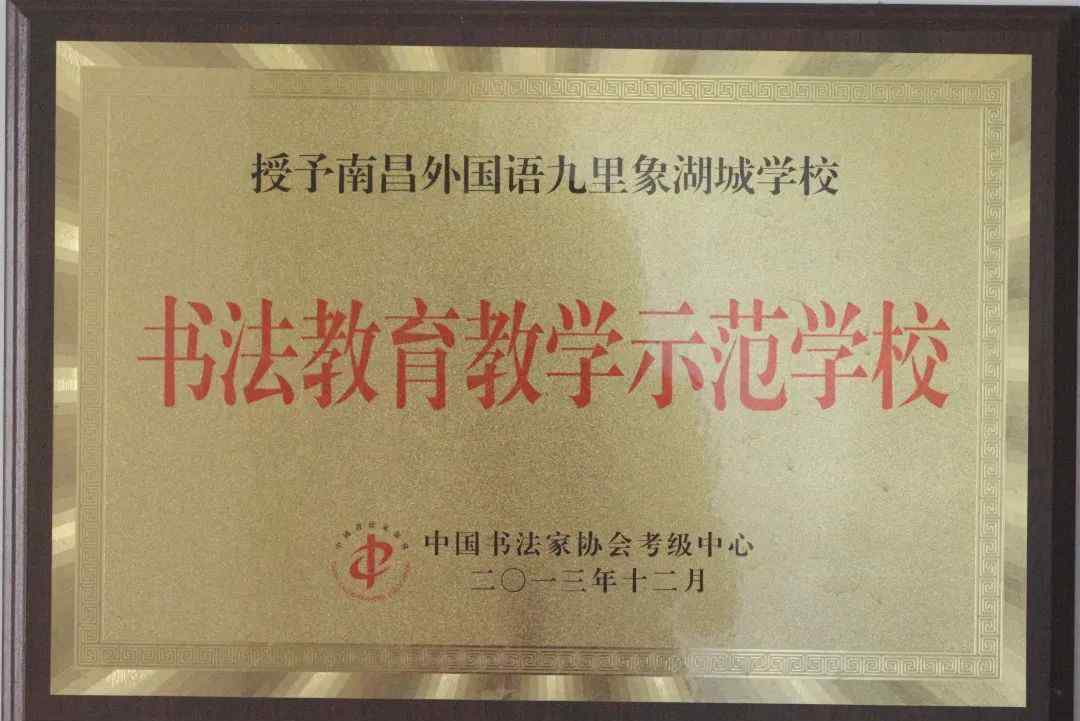 授予南昌外国语九里象湖城学校
书法教育教学示范学校
中国书法家协会考级中心
二〇一三年十二月